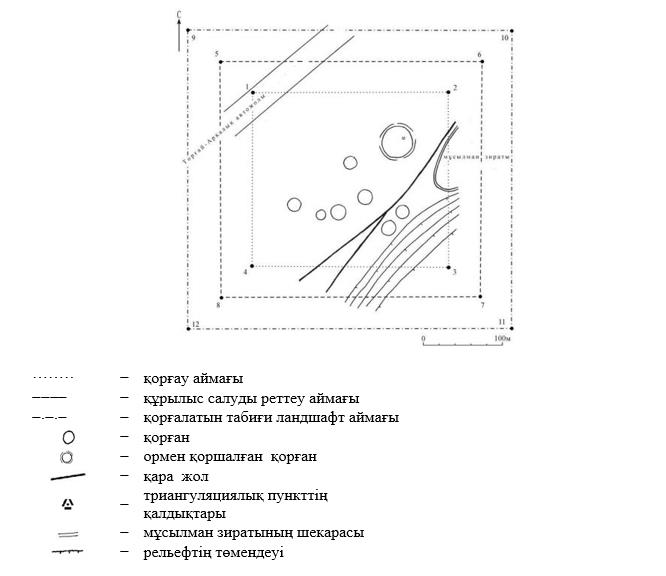 С
9
10
5
6
1
2
Торғай-Арқалық автожолы
мұсылман зираты
4
3
8
7
12
11
0 100м
– қорғау аймағы
– құрылыс салуды реттеу аймағы
– қорғалатын табиғи ландшафт аймағы
– қорған
– ормен қоршалған қорған
– қара жол
– триангуляциялық пункттің
қалдықтары
– мұсылман зиратының шекарасы
– рельефтің төмендеуі